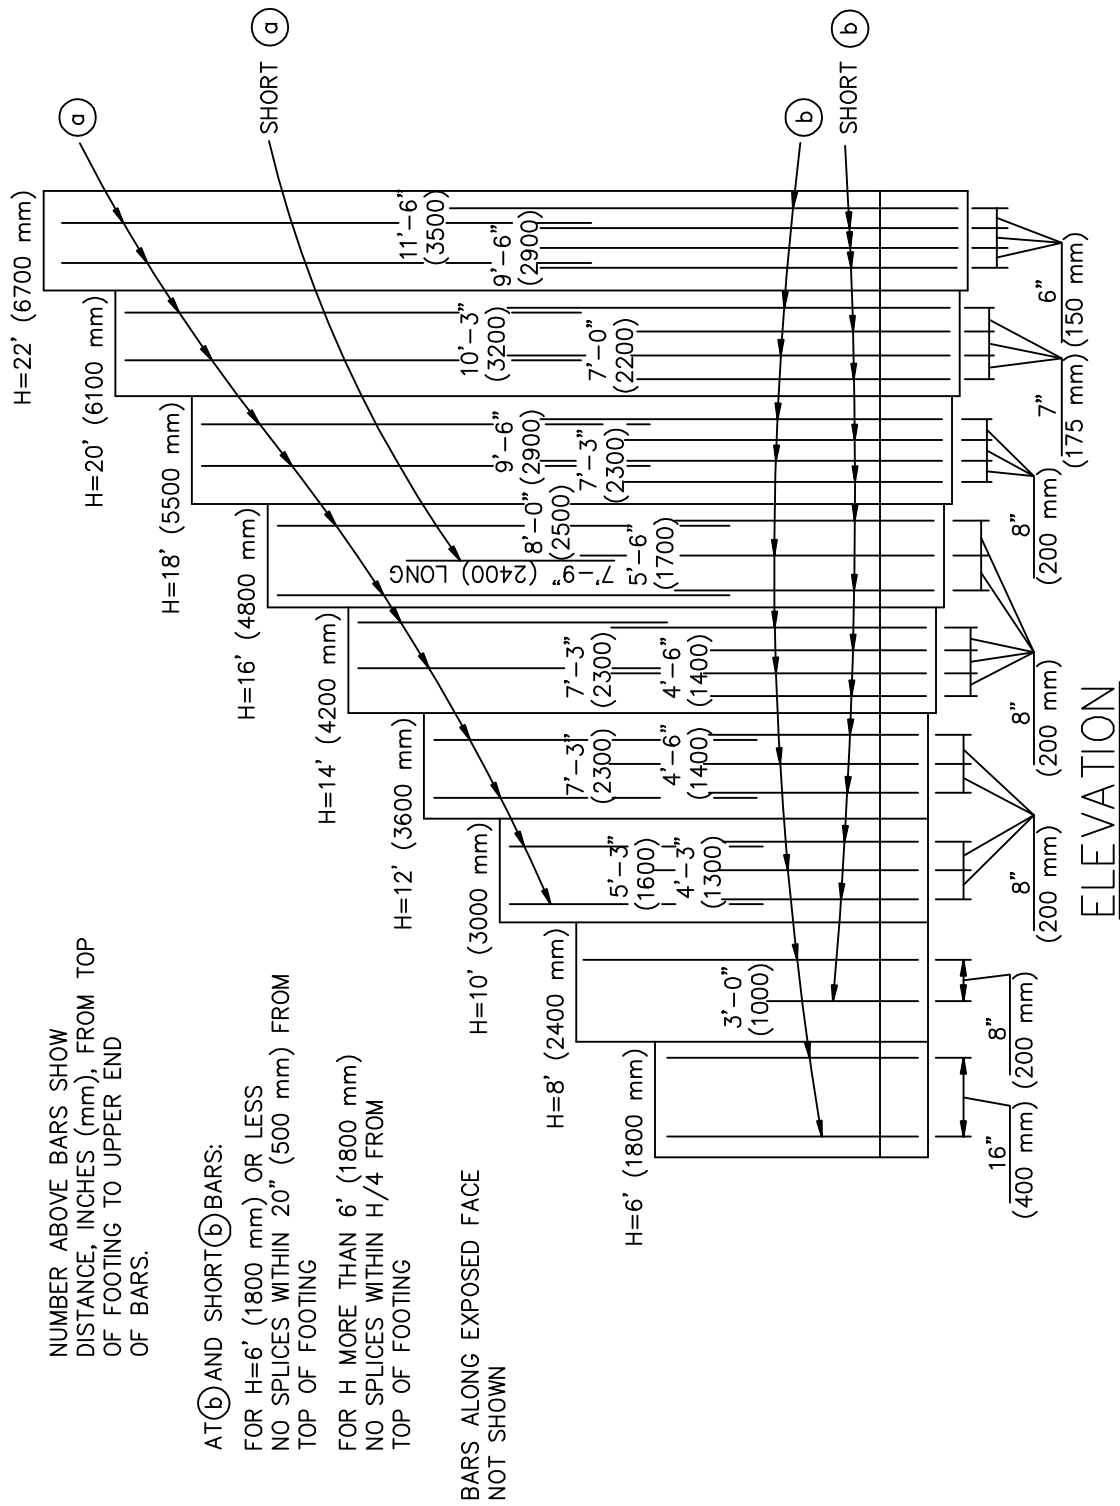 NUMBER ABOVE BARS SHOW
DISTANCE, INCHES (mm), FROM TOP
OF FOOTING TO UPPER END
OF BARS.
AT b AND SHORT b BARS:
FOR H=6' (1800 mm) OR LESS
NO SPLICES WITHIN 20" (500 mm) FROM
TOP OF FOOTING
FOR H MORE THAN 6' (1800 mm)
NO SPLICES WITHIN H/4 FROM
TOP OF FOOTING
BARS ALONG EXPOSED FACE
NOT SHOWN
H=6' (1800 mm)
H=8' (2400 mm)
H=10' (3000 mm)
H=12' (3600 mm)
H=14' (4200 mm)
H=16' (4800 mm)
H=18' (5500 mm)
H=20' (6100 mm)
H=22' (6700 mm)
a
SHORT a
b
SHORT b
3'-0"
(1000)
5'-3"
(1600)
4'-3"
(1300)
7'-3"
(2300)
4'-6"
(1400)
7'-3"
(2300)
4'-6"
(1400)
7'-9" (2400) LONG
8'-0"
(2500)
5'-6"
(1700)
9'-6"
(2900)
7'-3"
(2300)
10'-3"
(3200)
7'-0"
(2200)
11'-6"
(3500)
9'-6"
(2900)
16"
(400 mm)
8"
(200 mm)
8"
(200 mm)
8"
(200 mm)
8"
(200 mm)
7"
(175 mm)
6"
(150 mm)
ELEVATION